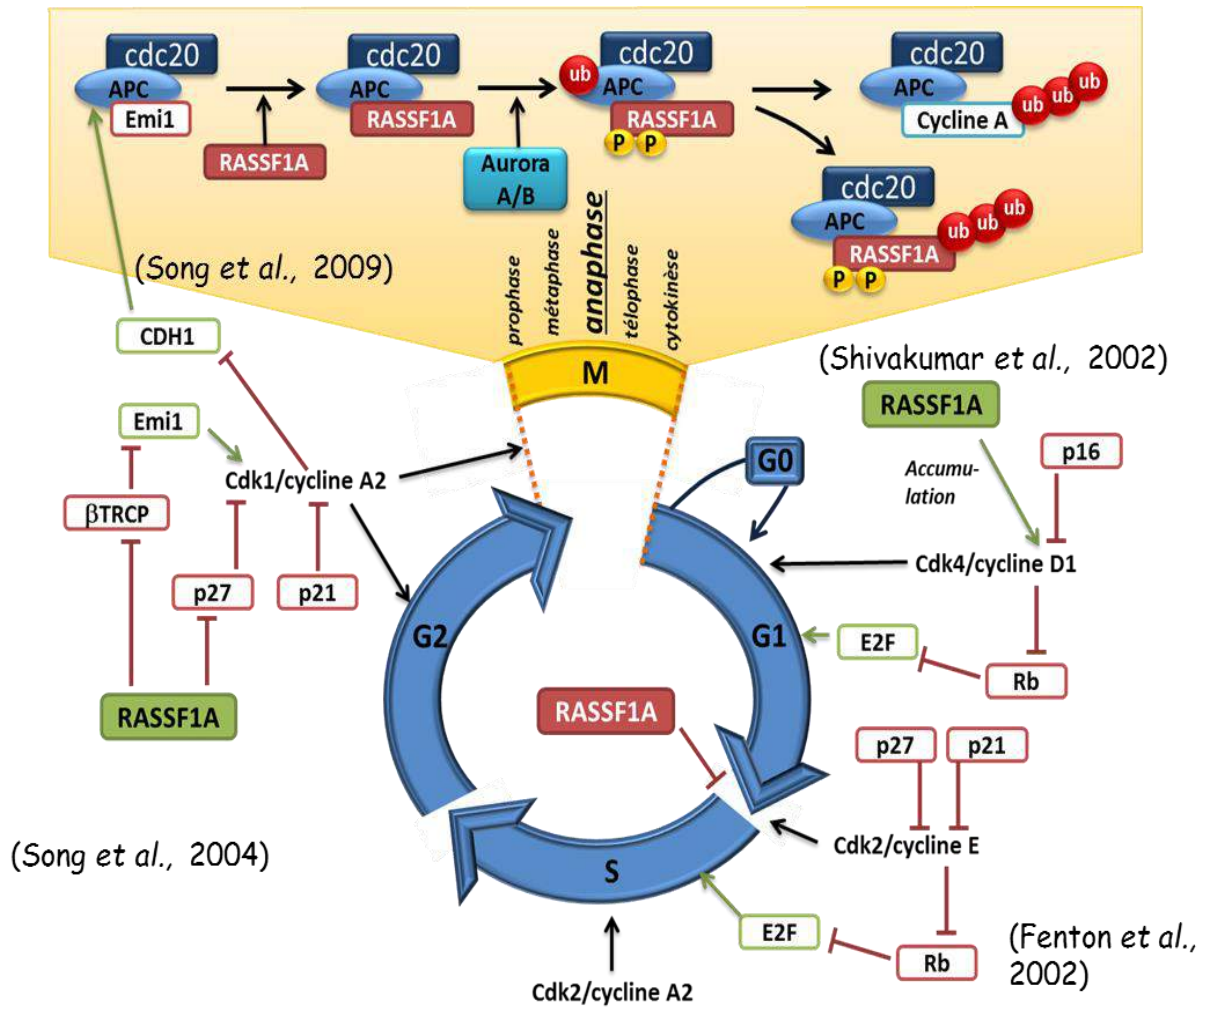 cdc20
APC
Emi1
RASSF1A
cdc20
APC
RASSF1A
Aurora
A/B
cdc20
ub
APC
RASSF1A
P P
cdc20
APC
Cycline A
ub ub ub
cdc20
APC
RASSF1A
ub ub ub
P P
(Song et al., 2009)
prophase
métaphase
anaphase
télophase
cytokinèse
M
CDH1
Emi1
βTRCP
Cdk1/cycline A2
p27
p21
RASSF1A
(Song et al., 2004)
G2
G0
G1
S
RASSF1A
(Shivakumar et al., 2002)
RASSF1A
p16
Accumu-
lation
Cdk4/cycline D1
E2F
Rb
p27
p21
Cdk2/cycline E
E2F
Rb
(Fenton et al.,
2002)
Cdk2/cycline A2